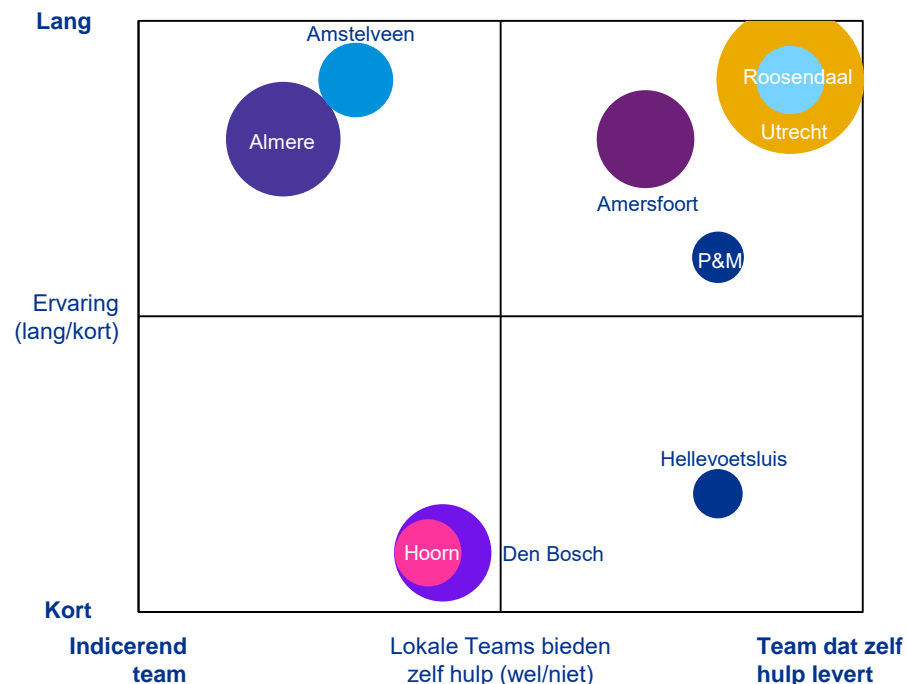 Lang
Amstelveen
Roosendaal
Almere
Utrecht
Amersfoort
P&M
Ervaring
(lang/kort)
Hellevoetsluis
Hoorn
Den Bosch
Kort
Indicerend
team
Lokale Teams bieden
zelf hulp (wel/niet)
Team dat zelf
hulp levert